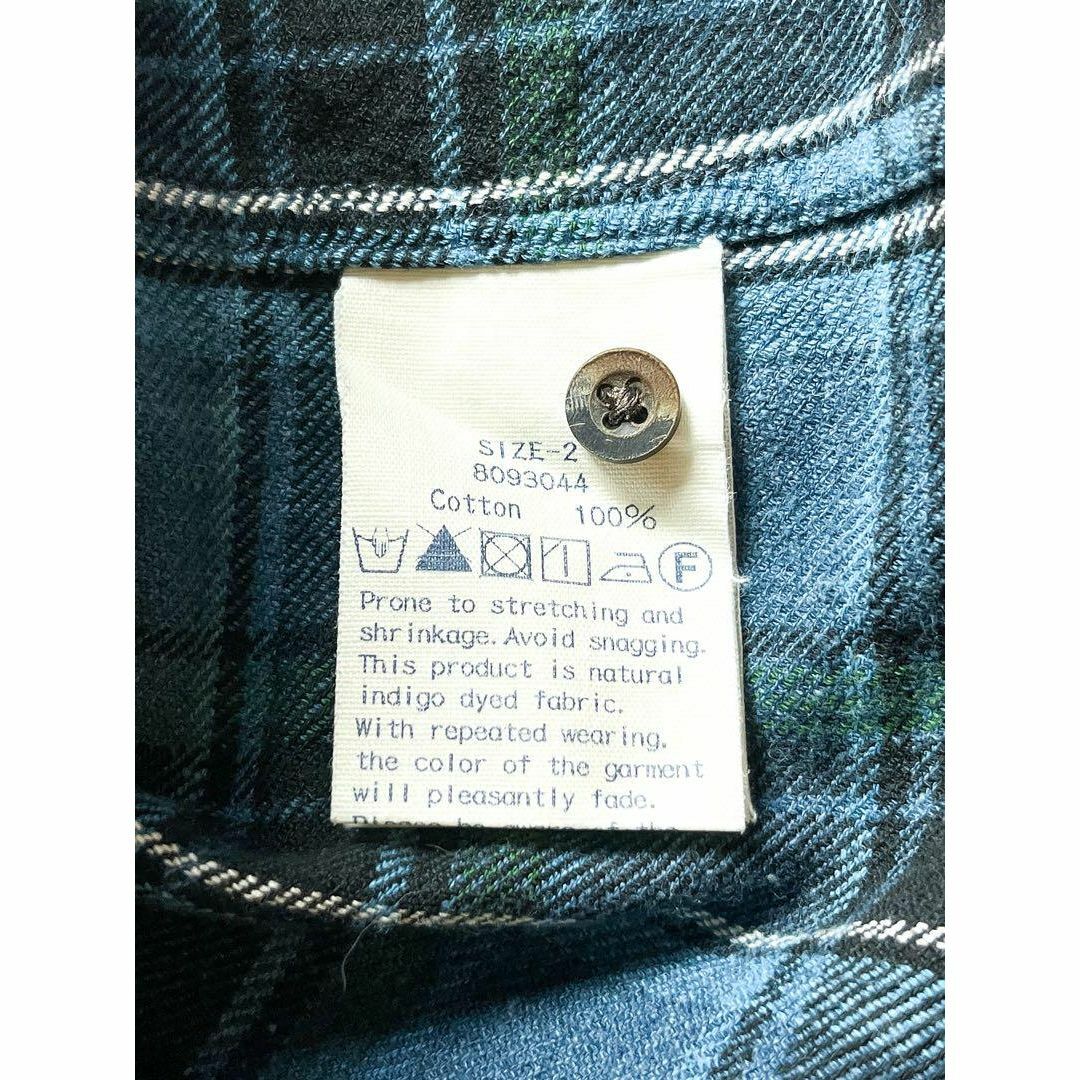 SIZE-2
8093044
Cotton 100%
F
Prone to stretching and
shrinkage. Avoid snagging.
This product is natural
indigo dyed fabric.
With repeated wearing.
the color of the garment
will pleasantly fade.